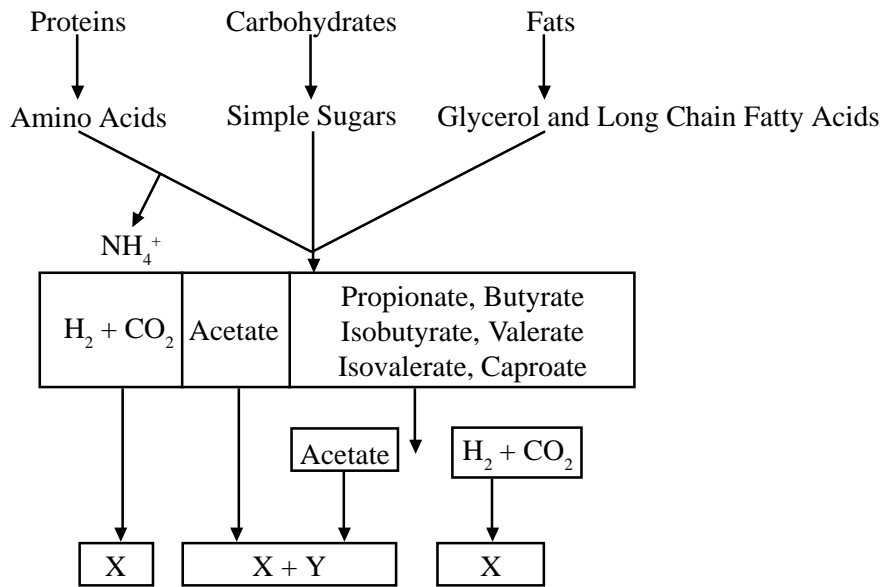 Proteins
Carbohydrates
Fats
Amino Acids
Simple Sugars
Glycerol and Long Chain Fatty Acids
NH₄⁺
H₂ + CO₂
Acetate
Propionate, Butyrate
Isobutyrate, Valerate
Isovalerate, Caproate
Acetate
H₂ + CO₂
X
X + Y
X